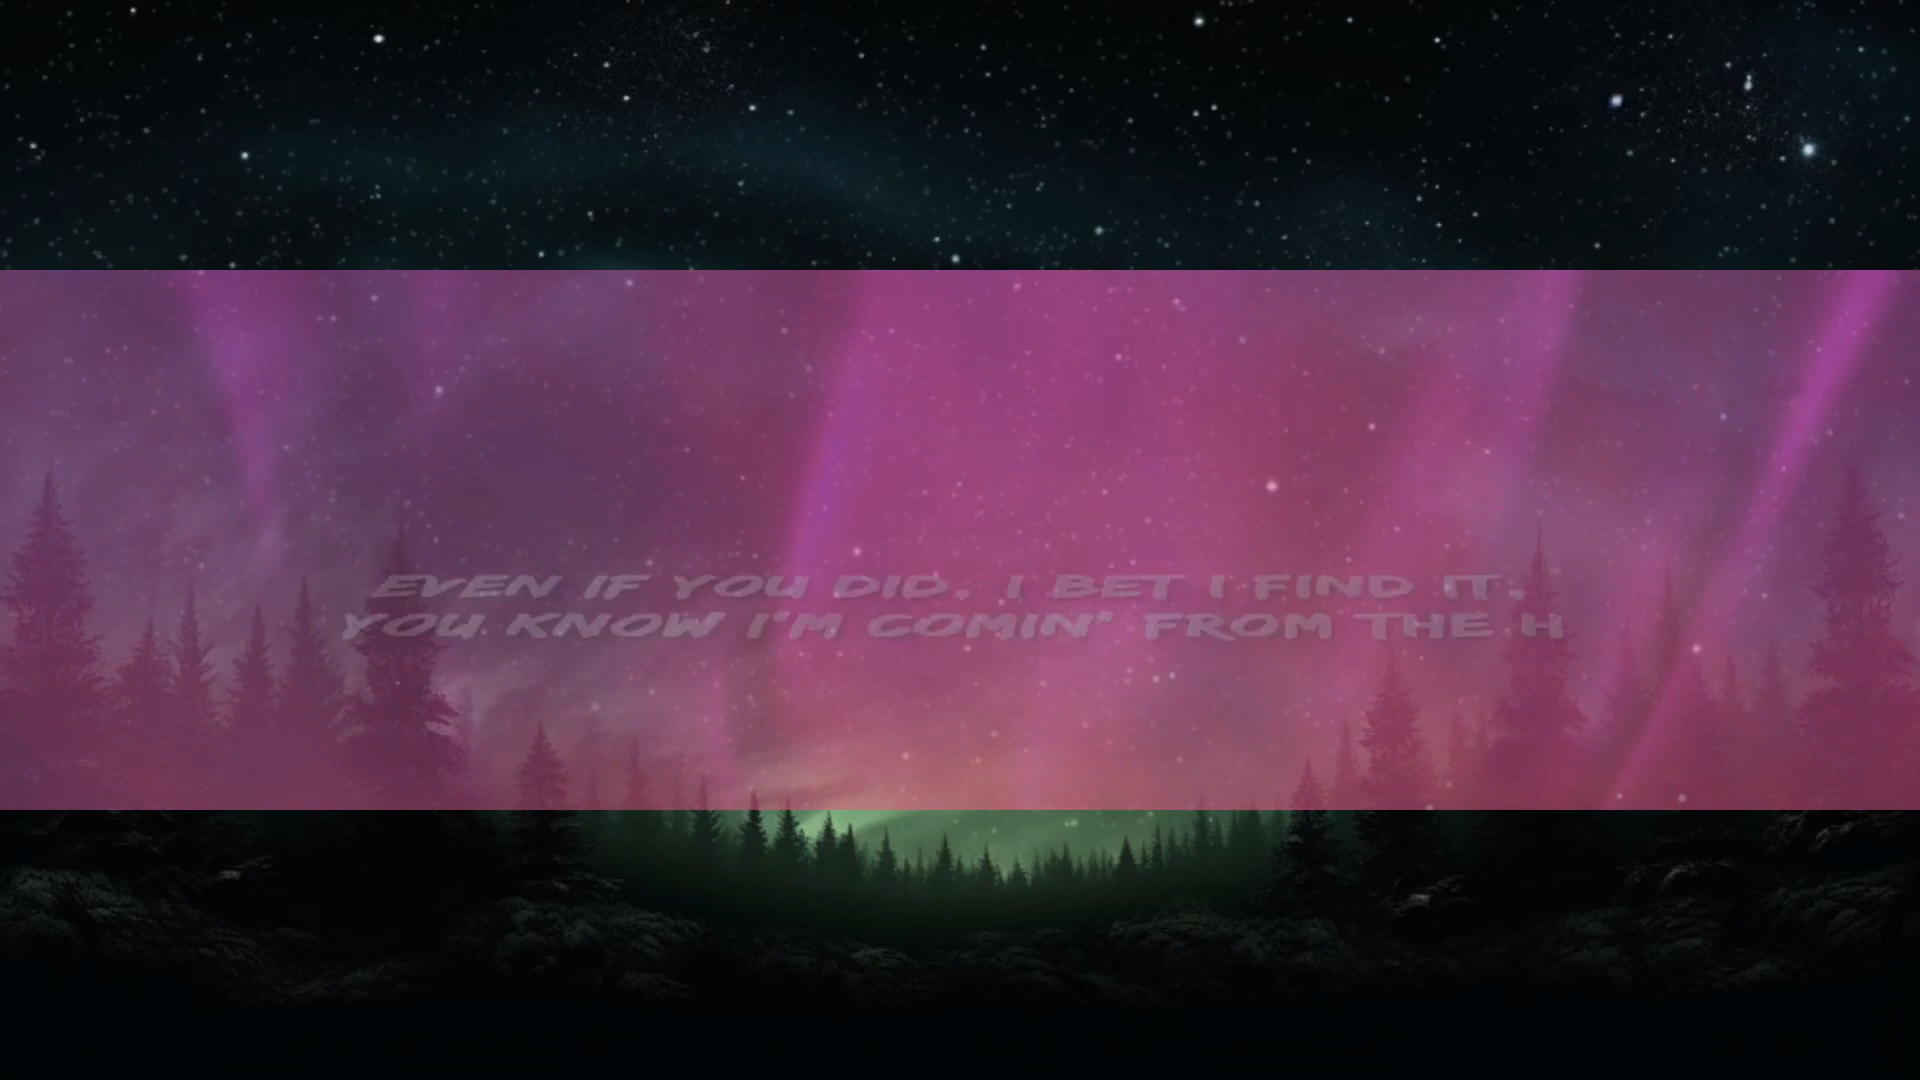 EVEN IF YOU DID, I BET I FIND IT,
YOU KNOW I'M COMIN' FROM THE H